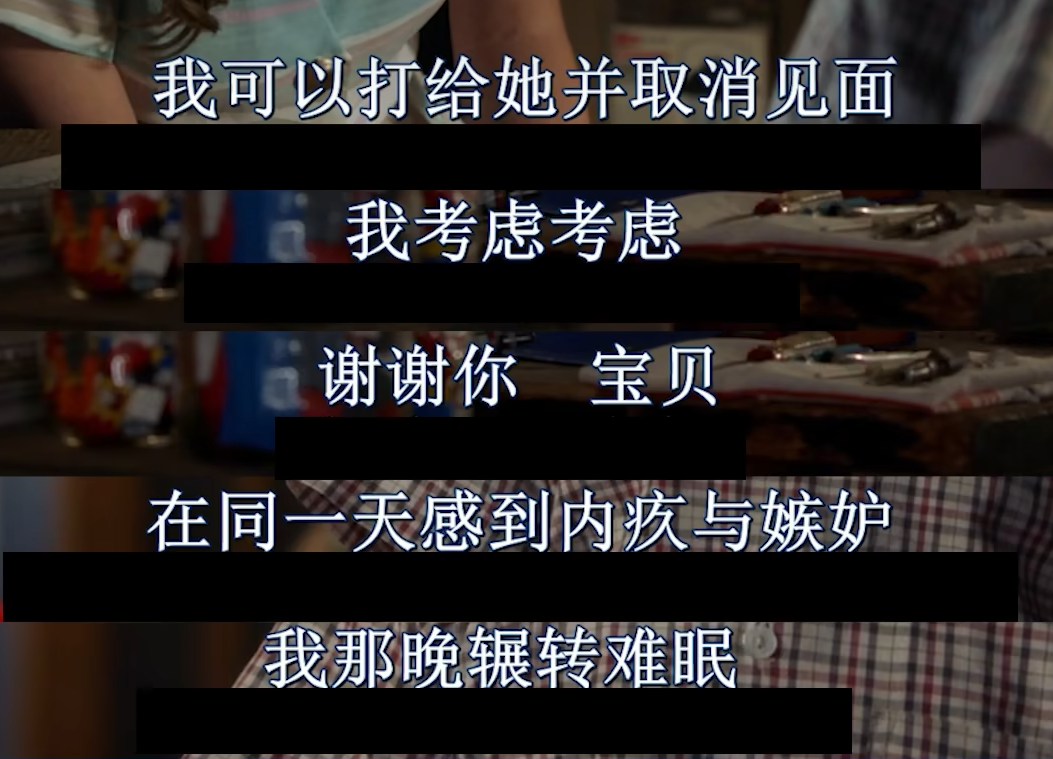 我可以打给她并取消见面
我考虑考虑
谢谢你 宝贝
在同一天感到内疚与嫉妒
我那晚辗转难眠